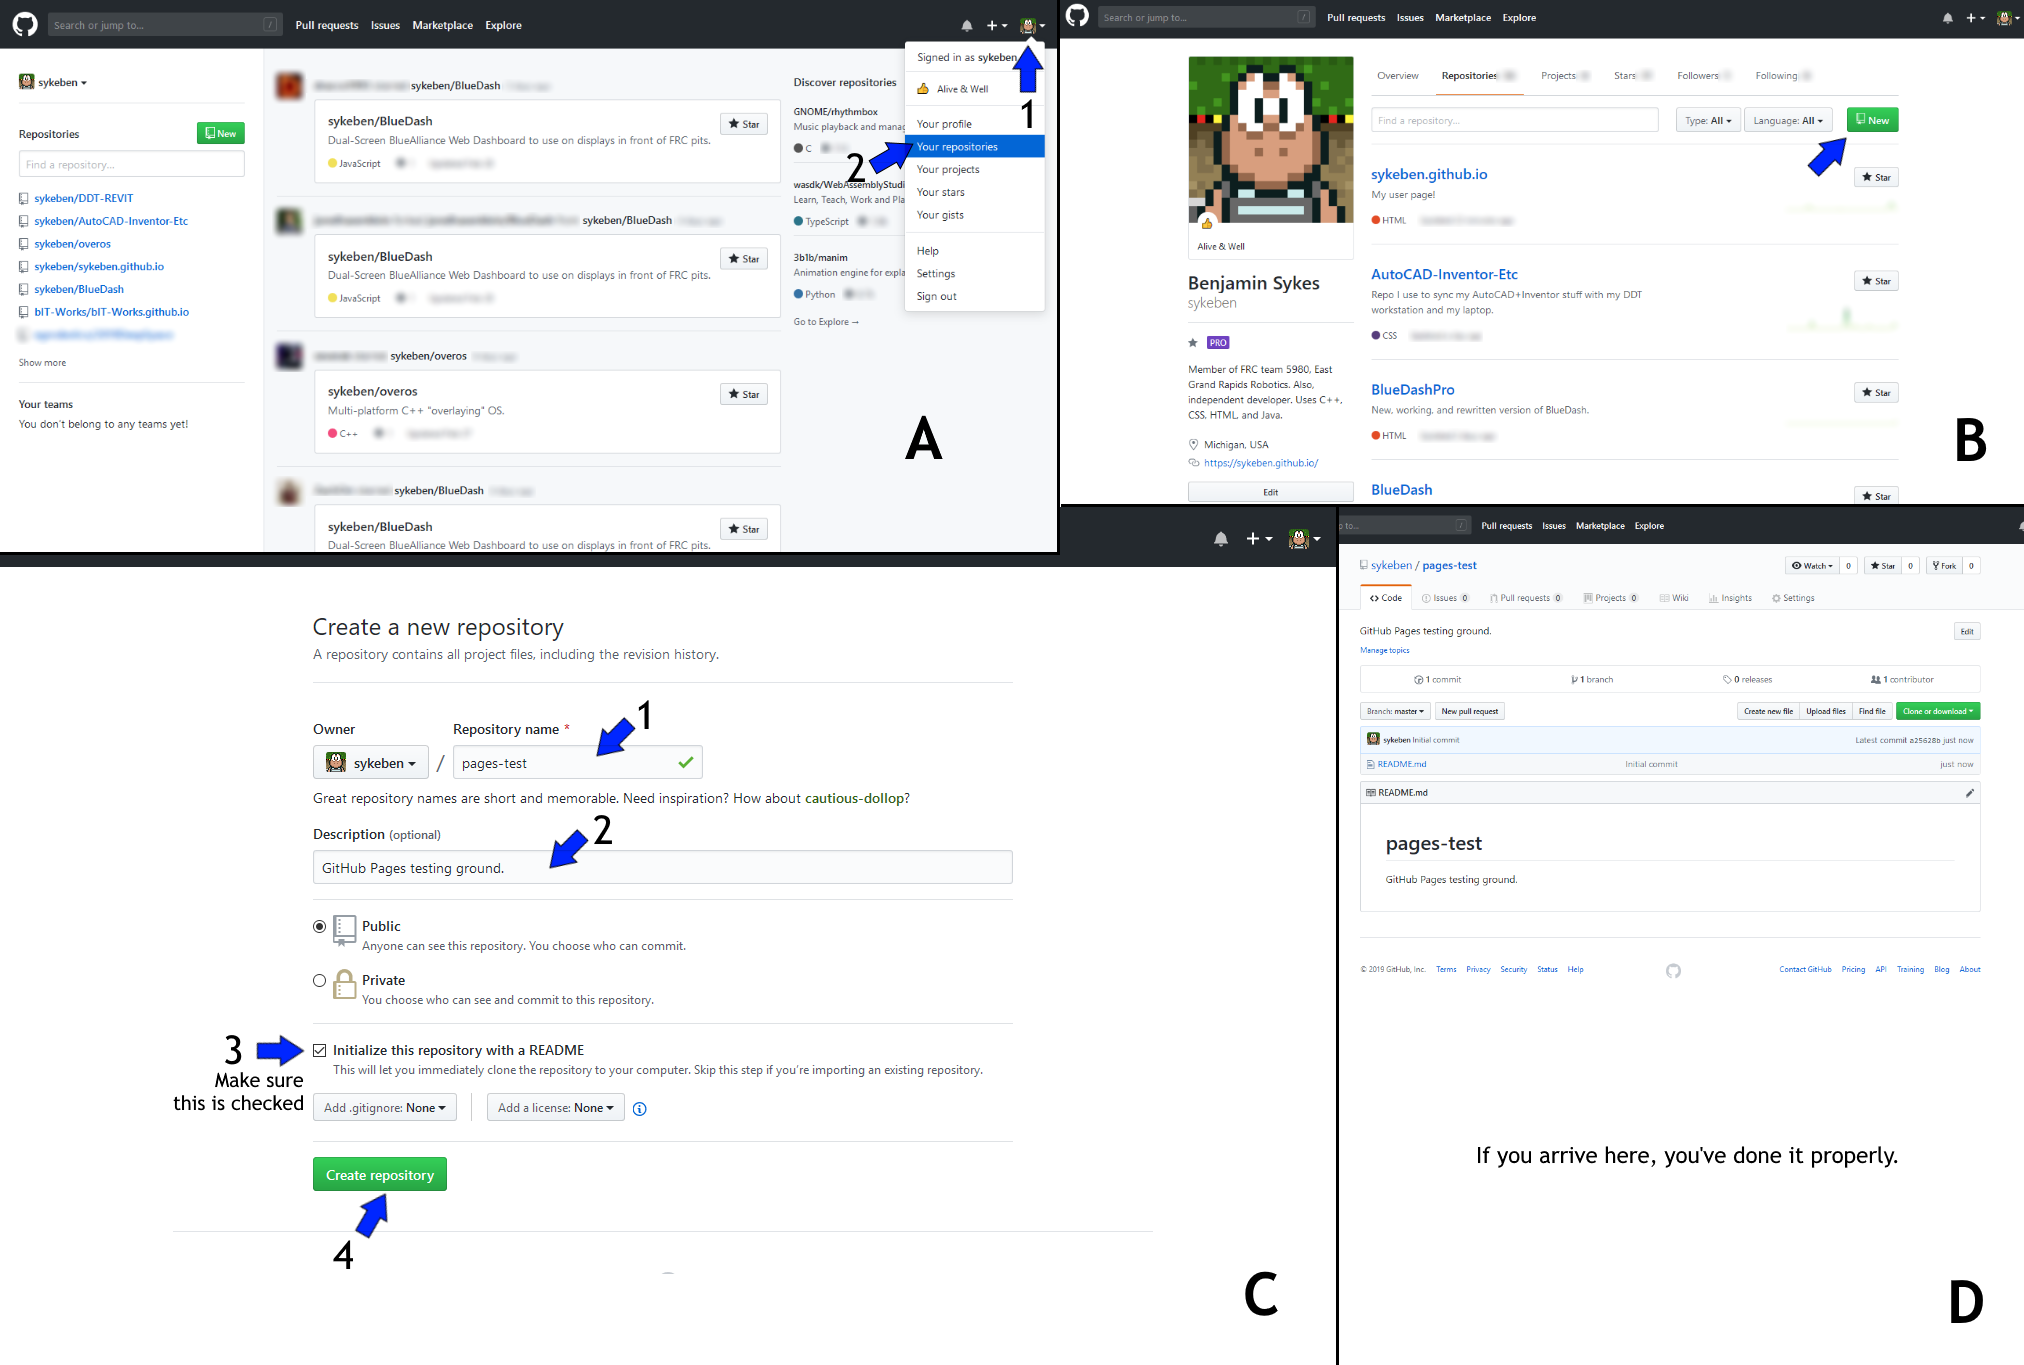 Search or jump to...
/
Pull requests
Issues
Marketplace
Explore
sykeben
Repositories
New
Find a repository...
sykeben/DDT-REVIT
sykeben/AutoCAD-Inventor-Etc
sykeben/overos
sykeben/sykeben.github.io
sykeben/BlueDash
bIT-Works/bIT-Works.github.io
Show more
Your teams
You don't belong to any teams yet!
sykeben/BlueDash
sykeben/BlueDash
Star
Dual-Screen BlueAlliance Web Dashboard to use on displays in front of FRC pits.
JavaScript
sykeben/BlueDash
sykeben/BlueDash
Star
Dual-Screen BlueAlliance Web Dashboard to use on displays in front of FRC pits.
JavaScript
sykeben/overos
sykeben/overos
Star
Multi-platform C++ "overlaying" OS.
C++
sykeben/BlueDash
sykeben/BlueDash
Star
Dual-Screen BlueAlliance Web Dashboard to use on displays in front of FRC pits.
Discover repositories
GNOME/rhythmbox
Music playback and manag
C
wasdk/WebAssemblyStudi
Learn, Teach, Work and Pla
TypeScript
3b1b/manim
Animation engine for expla
Python
Go to Explore →
Signed in as sykeben
Alive & Well
Your profile
Your repositories
Your projects
Your stars
Your gists
Help
Settings
Sign out
1
2
A
Search or jump to...
/
Pull requests
Issues
Marketplace
Explore
Alive & Well
Benjamin Sykes
sykeben
PRO
Member of FRC team 5980, East
Grand Rapids Robotics. Also,
independent developer. Uses C++,
CSS, HTML, and Java.
Michigan, USA
https://sykeben.github.io/
Edit
Overview
Repositories
Projects
Stars
Followers
Following
Find a repository...
Type: All
Language: All
New
sykeben.github.io
Star
My user page!
HTML
AutoCAD-Inventor-Etc
Star
Repo I use to sync my AutoCAD+Inventor stuff with my DDT
workstation and my laptop.
CSS
BlueDashPro
Star
New, working, and rewritten version of BlueDash.
HTML
BlueDash
Star
B
Create a new repository
A repository contains all project files, including the revision history.
Owner
Repository name *
1
sykeben
/
pages-test
Great repository names are short and memorable. Need inspiration? How about cautious-dollop?
Description (optional)
2
GitHub Pages testing ground.
Public
Anyone can see this repository. You choose who can commit.
Private
You choose who can see and commit to this repository.
3
Make sure
this is checked
Initialize this repository with a README
This will let you immediately clone the repository to your computer. Skip this step if you're importing an existing repository.
Add .gitignore: None
Add a license: None
Create repository
4
C
p to...
/
Pull requests
Issues
Marketplace
Explore
sykeben / pages-test
Watch
0
Star
0
Fork
0
Code
Issues 0
Pull requests 0
Projects 0
Wiki
Insights
Settings
GitHub Pages testing ground.
Edit
Manage topics
1 commit
1 branch
0 releases
1 contributor
Branch: master
New pull request
Create new file
Upload files
Find file
Clone or download
sykeben Initial commit
Latest commit a25628b just now
README.md
Initial commit
just now
README.md
pages-test
GitHub Pages testing ground.
© 2019 GitHub, Inc.
Terms
Privacy
Security
Status
Help
Contact GitHub
Pricing
API
Training
Blog
About
If you arrive here, you've done it properly.
D